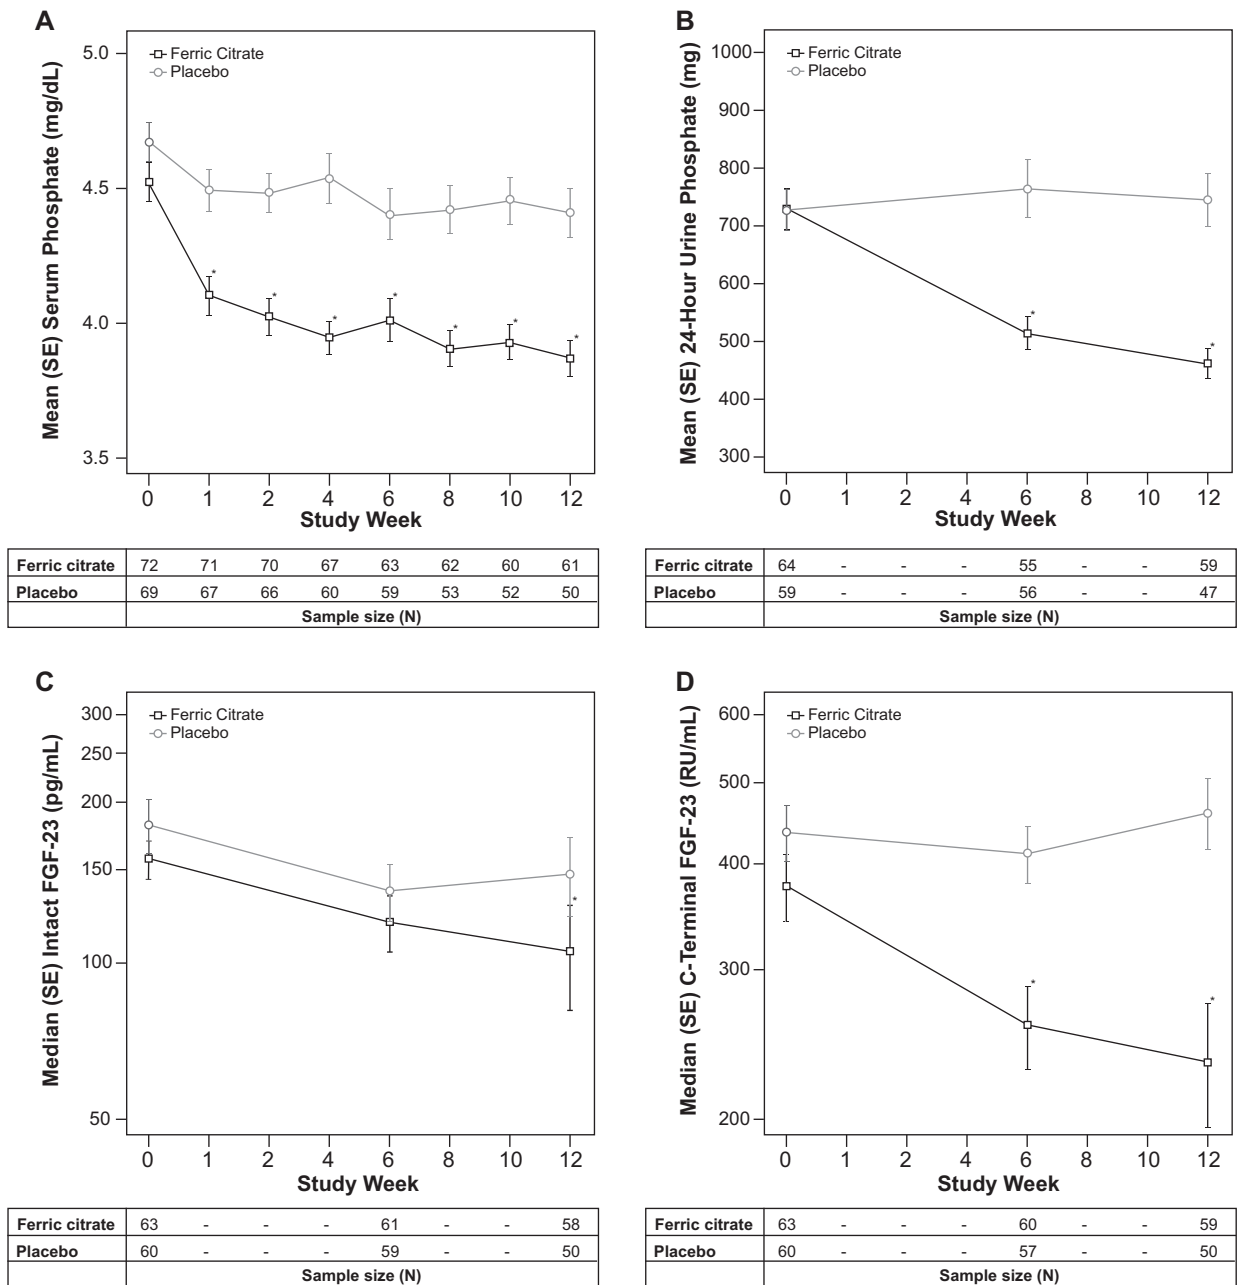 A
Mean (SE) Serum Phosphate (mg/dL)
Ferric Citrate
Placebo
5.0
4.5
4.0
3.5
* * * * * * *
0 1 2 4 6 8 10 12
Study Week
Ferric citrate 72 71 70 67 63 62 60 61
Placebo 69 67 66 60 59 53 52 50
Sample size (N)
B
Mean (SE) 24-Hour Urine Phosphate (mg)
Ferric Citrate
Placebo
1000
900
800
700
600
500
400
300
* *
0 1 2 4 6 8 10 12
Study Week
Ferric citrate 64 - - - 55 - - 59
Placebo 59 - - - 56 - - 47
Sample size (N)
C
Median (SE) Intact FGF-23 (pg/mL)
Ferric Citrate
Placebo
300
250
200
150
100
50
*
0 1 2 4 6 8 10 12
Study Week
Ferric citrate 63 - - - 61 - - 58
Placebo 60 - - - 59 - - 50
Sample size (N)
D
Median (SE) C-Terminal FGF-23 (RU/mL)
Ferric Citrate
Placebo
600
500
400
300
200
* *
0 1 2 4 6 8 10 12
Study Week
Ferric citrate 63 - - - 60 - - 59
Placebo 60 - - - 57 - - 50
Sample size (N)